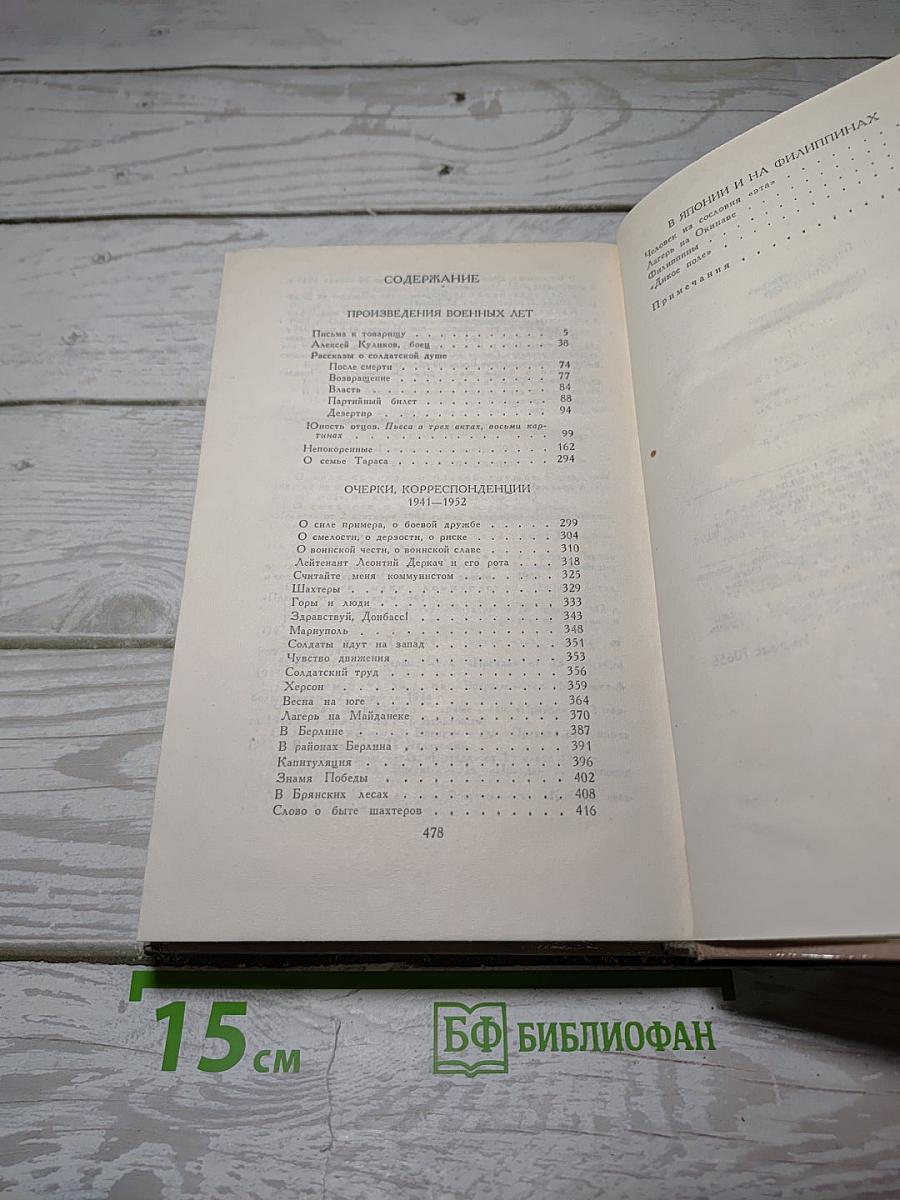 СОДЕРЖАНИЕ
ПРОИЗВЕДЕНИЯ ВОЕННЫХ ЛЕТ
Письма к товарищу . . . . . . . . . . 5
Алексей Куликов, боец . . . . . . . . . 38
Рассказы о солдатской душе
После смерти . . . . . . . . . . 74
Возвращение . . . . . . . . . . 77
Власть . . . . . . . . . . . . 84
Партийный билет . . . . . . . . . 88
Дезертир . . . . . . . . . . . . 94
Юность отцов. Пьеса в трех актах, восьми кар-
тинах . . . . . . . . . . . . 99
Непокоренные . . . . . . . . . . . . 162
О семье Тараса . . . . . . . . . . . 294
ОЧЕРКИ, КОРРЕСПОНДЕНЦИИ
1941—1952
О силе примера, о боевой дружбе . . . . . 299
О смелости, о дерзости, о риске . . . . . . 304
О воинской чести, о воинской славе . . . . . 310
Лейтенант Леонтий Деркач и его рота . . . 318
Считайте меня коммунистом . . . . . . . 325
Шахтеры . . . . . . . . . . . . . 329
Горы и люди . . . . . . . . . . . . 333
Здравствуй, Донбасс! . . . . . . . . . . 343
Мариуполь . . . . . . . . . . . . . 348
Солдаты идут на запад . . . . . . . . . 351
Чувство движения . . . . . . . . . . . 353
Солдатский труд . . . . . . . . . . . 356
Херсон . . . . . . . . . . . . . . 359
Весна на юге . . . . . . . . . . . . 364
Лагерь на Майданеке . . . . . . . . . . 370
В Берлине . . . . . . . . . . . . . 387
В районах Берлина . . . . . . . . . . 391
Капитуляция . . . . . . . . . . . . 396
Знамя Победы . . . . . . . . . . . . 402
В Брянских лесах . . . . . . . . . . . 408
Слово о быте шахтеров . . . . . . . . . 416
478
В ЯПОНИИ И НА ФИЛИППИНАХ
Человек из сословия «эта» . . . . . .
Лагерь на Окинаве . . . . . . . .
Филиппины . . . . . . . . . .
«Дикое поле» . . . . . . . . .
Примечания . . . . . . . . .
15 см
БФ БИБЛИОФАН